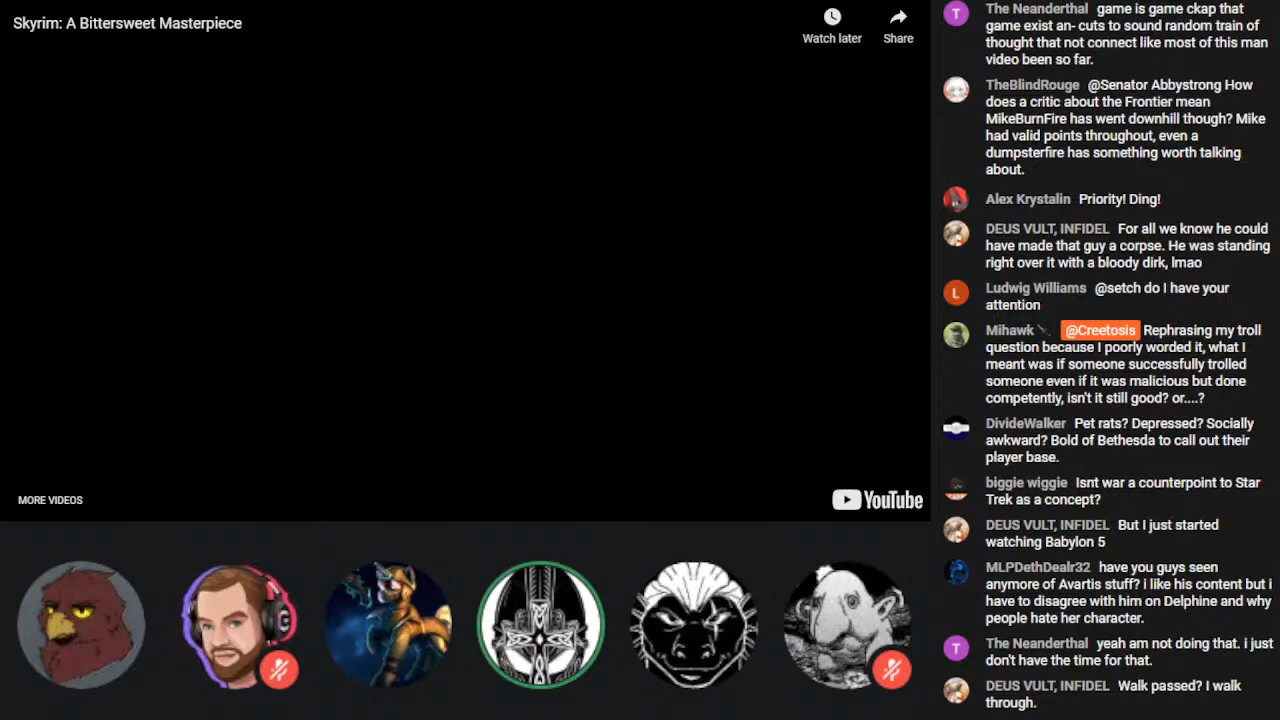 Skyrim: A Bittersweet Masterpiece
Watch later
Share
MORE VIDEOS
YouTube
The Neanderthal game is game ckap that
game exist an- cuts to sound random train of
thought that not connect like most of this man
video been so far.
TheBlindRouge @Senator Abbystrong How
does a critic about the Frontier mean
MikeBurnFire has went downhill though? Mike
had valid points throughout, even a
dumpsterfire has something worth talking
about.
Alex Krystalin Priority! Ding!
DEUS VULT, INFIDEL For all we know he could
have made that guy a corpse. He was standing
right over it with a bloody dirk, lmao
L
Ludwig Williams @setch do I have your
attention
Mihawk @Creetosis Rephrasing my troll
question because I poorly worded it, what I
meant was if someone successfully trolled
someone even if it was malicious but done
competently, isn't it still good? or....?
DivideWalker Pet rats? Depressed? Socially
awkward? Bold of Bethesda to call out their
player base.
biggie wiggie Isnt war a counterpoint to Star
Trek as a concept?
DEUS VULT, INFIDEL But I just started
watching Babylon 5
MLPDethDealr32 have you guys seen
anymore of Avartis stuff? i like his content but i
have to disagree with him on Delphine and why
people hate her character.
T
The Neanderthal yeah am not doing that. i just
don't have the time for that.
DEUS VULT, INFIDEL Walk passed? I walk
through.